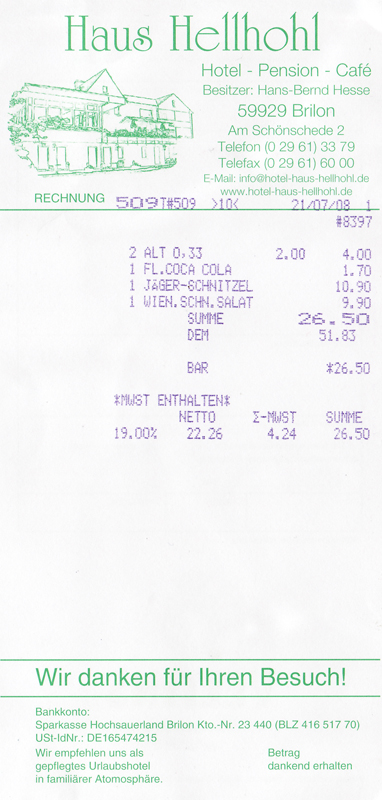 Haus Hellhohl
Hotel - Pension - Café
Besitzer: Hans-Bernd Hesse
59929 Brilon
Am Schönschede 2
Telefon (0 29 61) 33 79
Telefax (0 29 61) 60 00
E-Mail: info@hotel-haus-hellhohl.de
www.hotel-haus-hellhohl.de
RECHNUNG 509T#509 >10< 21/07/08 1
#8397
2 ALT 0,33 2.00 4.00
1 FL.COCA COLA 1.70
1 JÄGER-SCHNITZEL 10.90
1 WIEN.SCHN.SALAT 9.90
SUMME 26.50
DEM 51.83
BAR *26.50
*MWST ENTHALTEN*
NETTO Σ-MWST SUMME
19.00% 22.26 4.24 26.50
Wir danken für Ihren Besuch!
Bankkonto:
Sparkasse Hochsauerland Brilon Kto.-Nr. 23 440 (BLZ 416 517 70)
USt-IdNr.: DE165474215
Wir empfehlen uns als Betrag
gepflegtes Urlaubshotel dankend erhalten
in familiärer Atomosphäre.